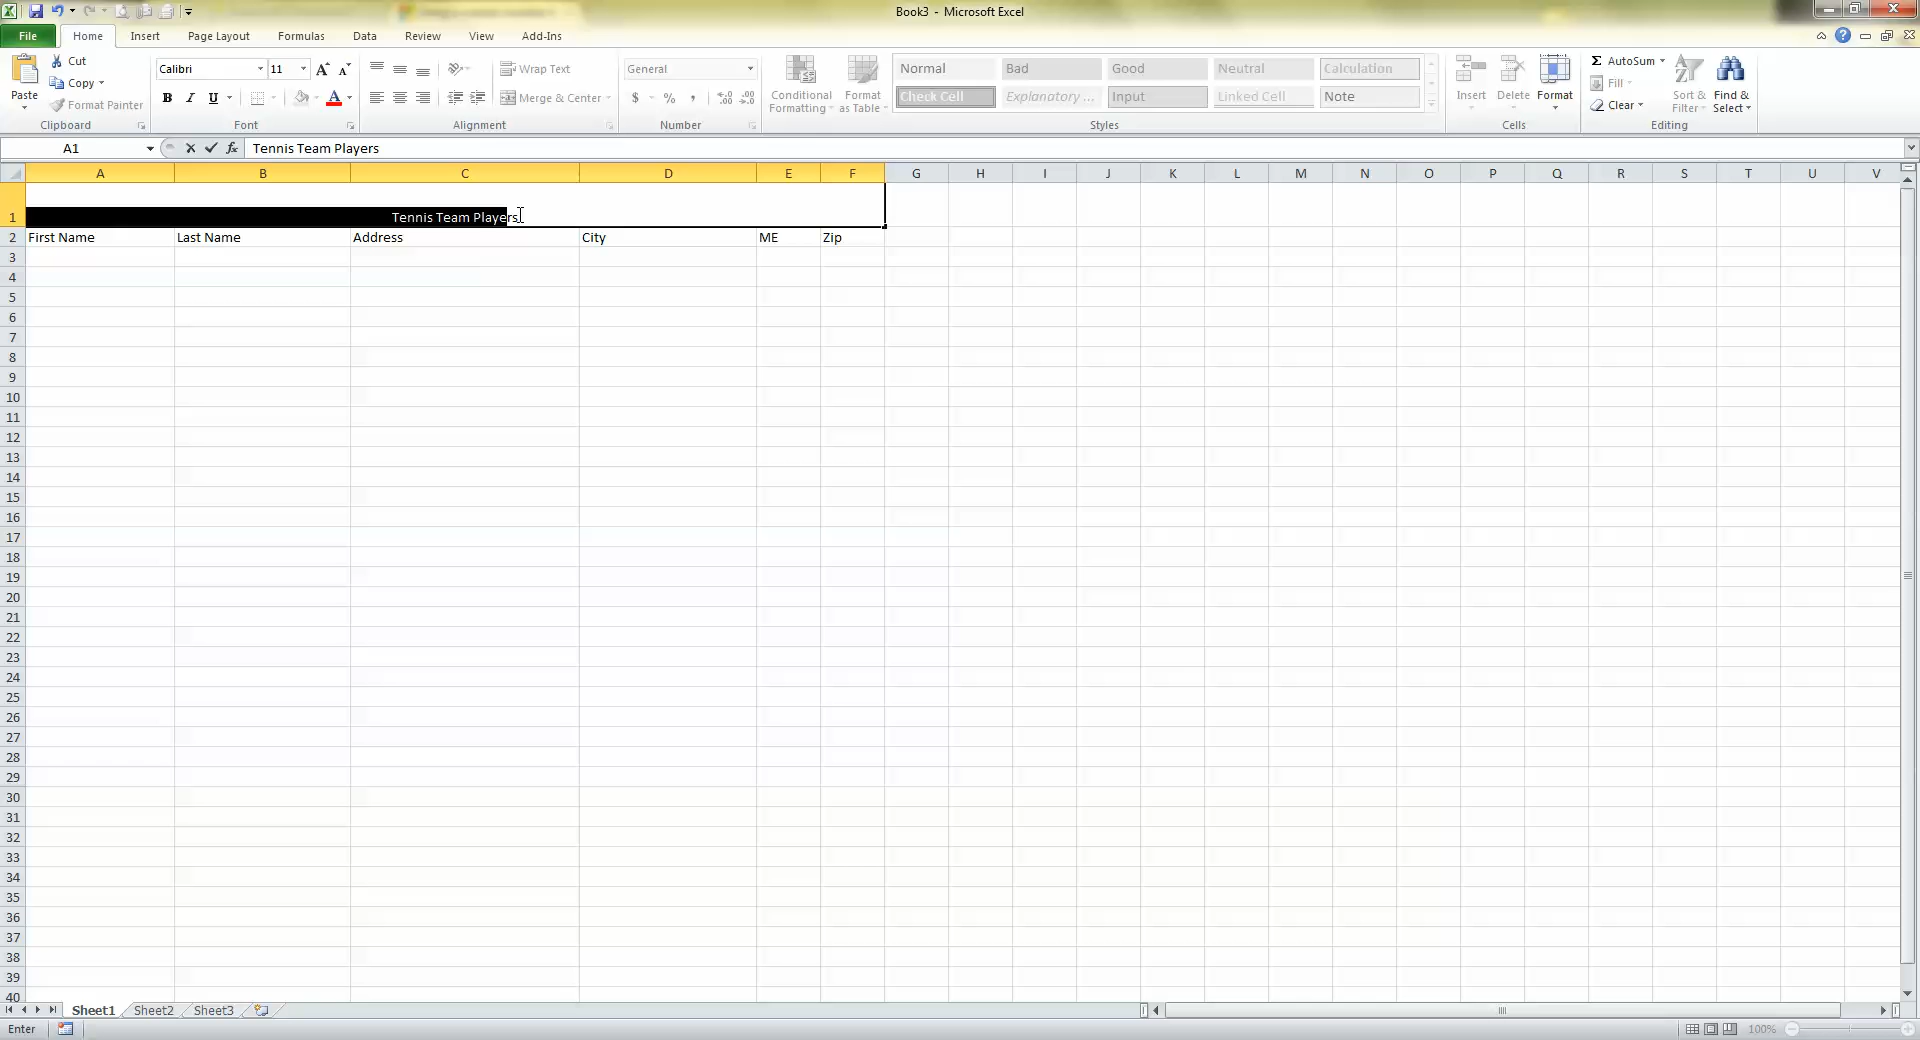 Book3 - Microsoft Excel
File Home Insert Page Layout Formulas Data Review View Add-Ins
Paste
Cut
Copy
Format Painter
Clipboard
Calibri 11
B I U
Font
Wrap Text
Merge & Center
Alignment
General
$ % ,
Number
Conditional Formatting
Format as Table
Normal Bad Good Neutral Calculation
Check Cell Explanatory ... Input Linked Cell Note
Styles
Insert Delete Format
Cells
Σ AutoSum
Fill
Clear
Sort & Filter
Find & Select
Editing
A1 fx Tennis Team Players
A B C D E F G H I J K L M N O P Q R S T U V
1 Tennis Team Players
2 First Name Last Name Address City ME Zip
3
4
5
6
7
8
9
10
11
12
13
14
15
16
17
18
19
20
21
22
23
24
25
26
27
28
29
30
31
32
33
34
35
36
37
38
39
40
Sheet1 Sheet2 Sheet3
Enter 100%